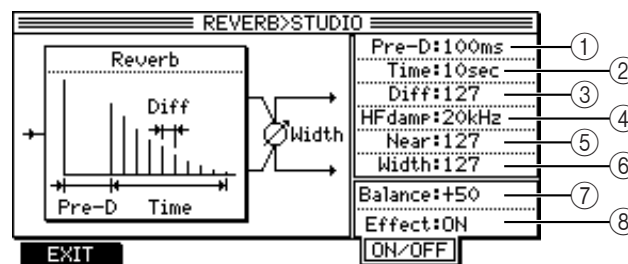 REVERB>STUDIO
Reverb
Diff
Pre-D Time
Width
Pre-D:100ms ①
Time:10sec ②
Diff:127 ③
HFdamp:20kHz ④
Near:127 ⑤
Width:127 ⑥
Balance:+50 ⑦
Effect:ON ⑧
EXIT
ON/OFF